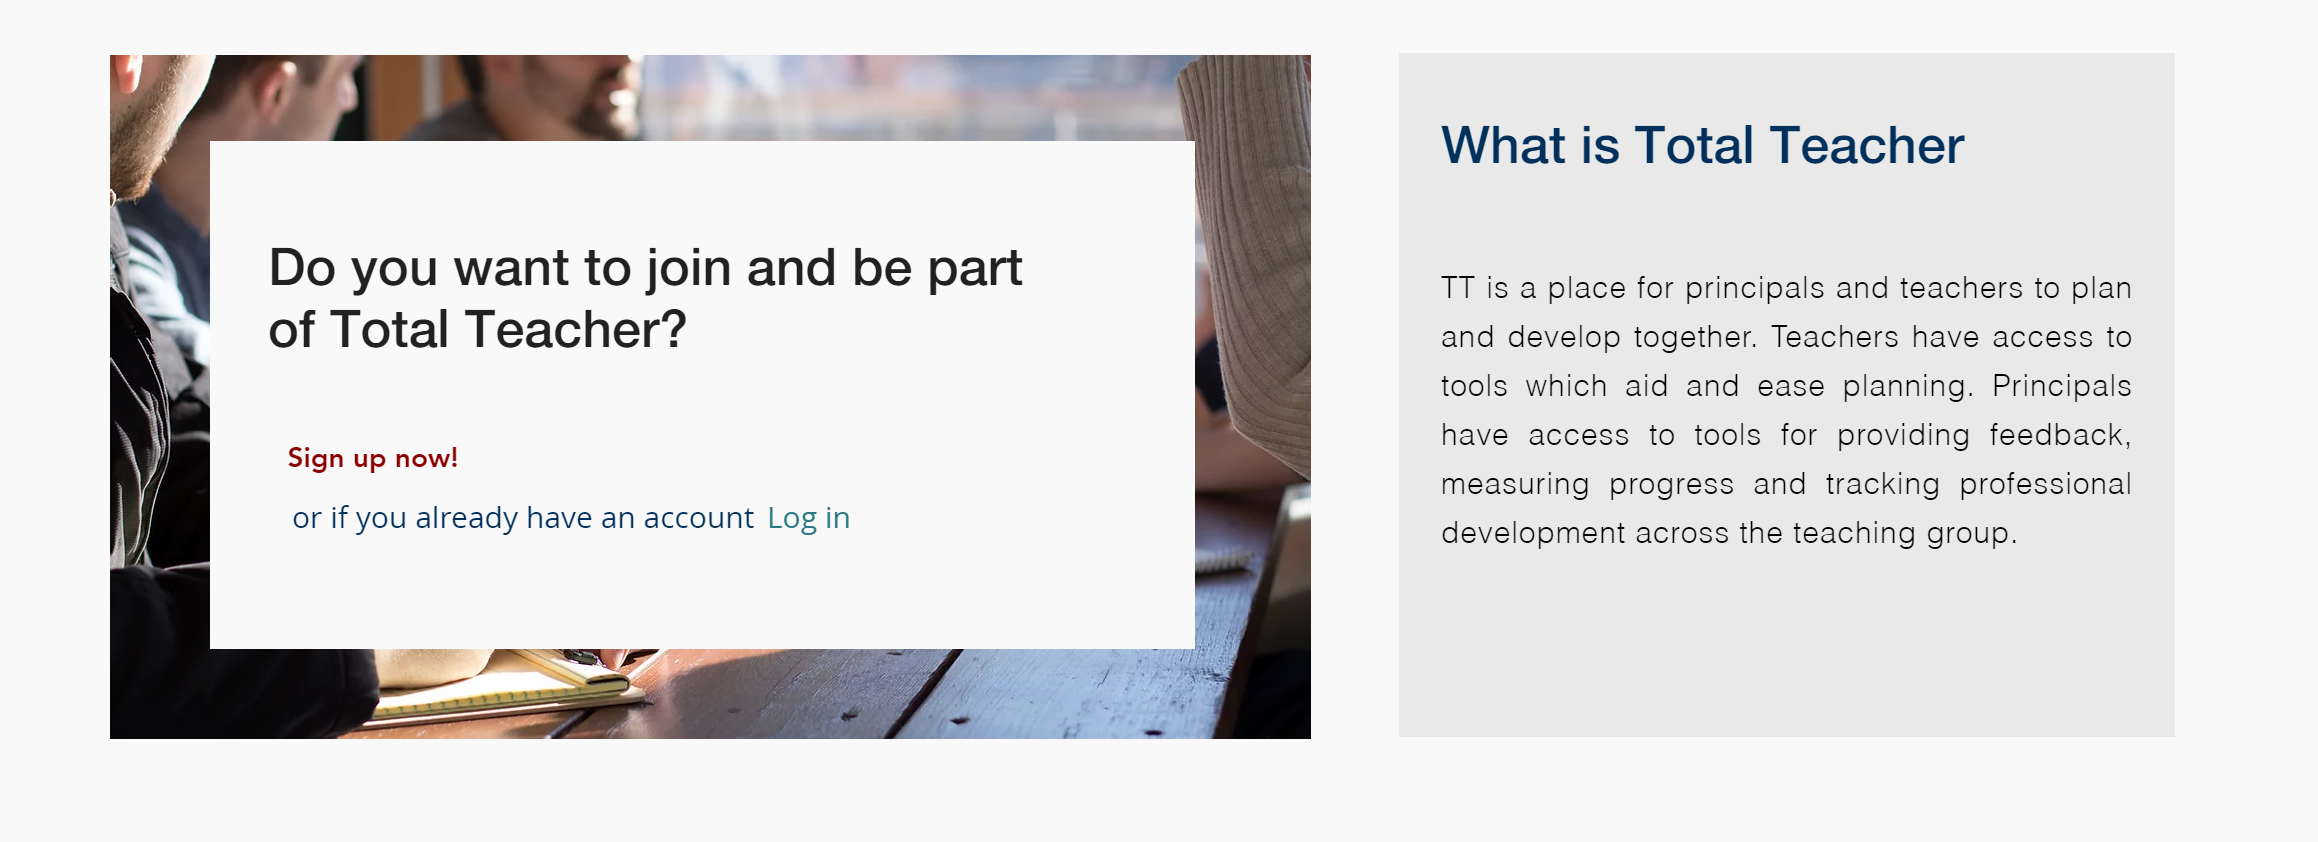 Do you want to join and be part
of Total Teacher?
Sign up now!
or if you already have an account Log in
What is Total Teacher
TT is a place for principals and teachers to plan
and develop together. Teachers have access to
tools which aid and ease planning. Principals
have access to tools for providing feedback,
measuring progress and tracking professional
development across the teaching group.